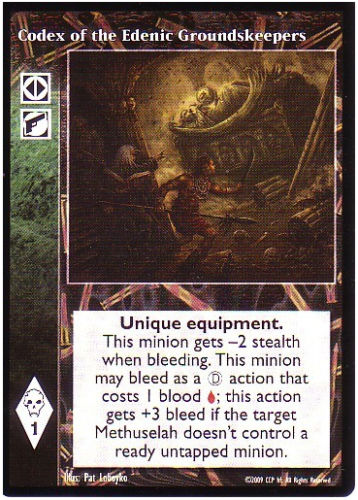 Codex of the Edenic Groundskeepers
Unique equipment.
This minion gets –2 stealth
when bleeding. This minion
may bleed as a Ⓓ action that
costs 1 blood ; this action
gets +3 bleed if the target
Methuselah doesn't control a
ready untapped minion.
1
Illus: Pat Loboyko
©2009 CCP hf, All Rights Reserved